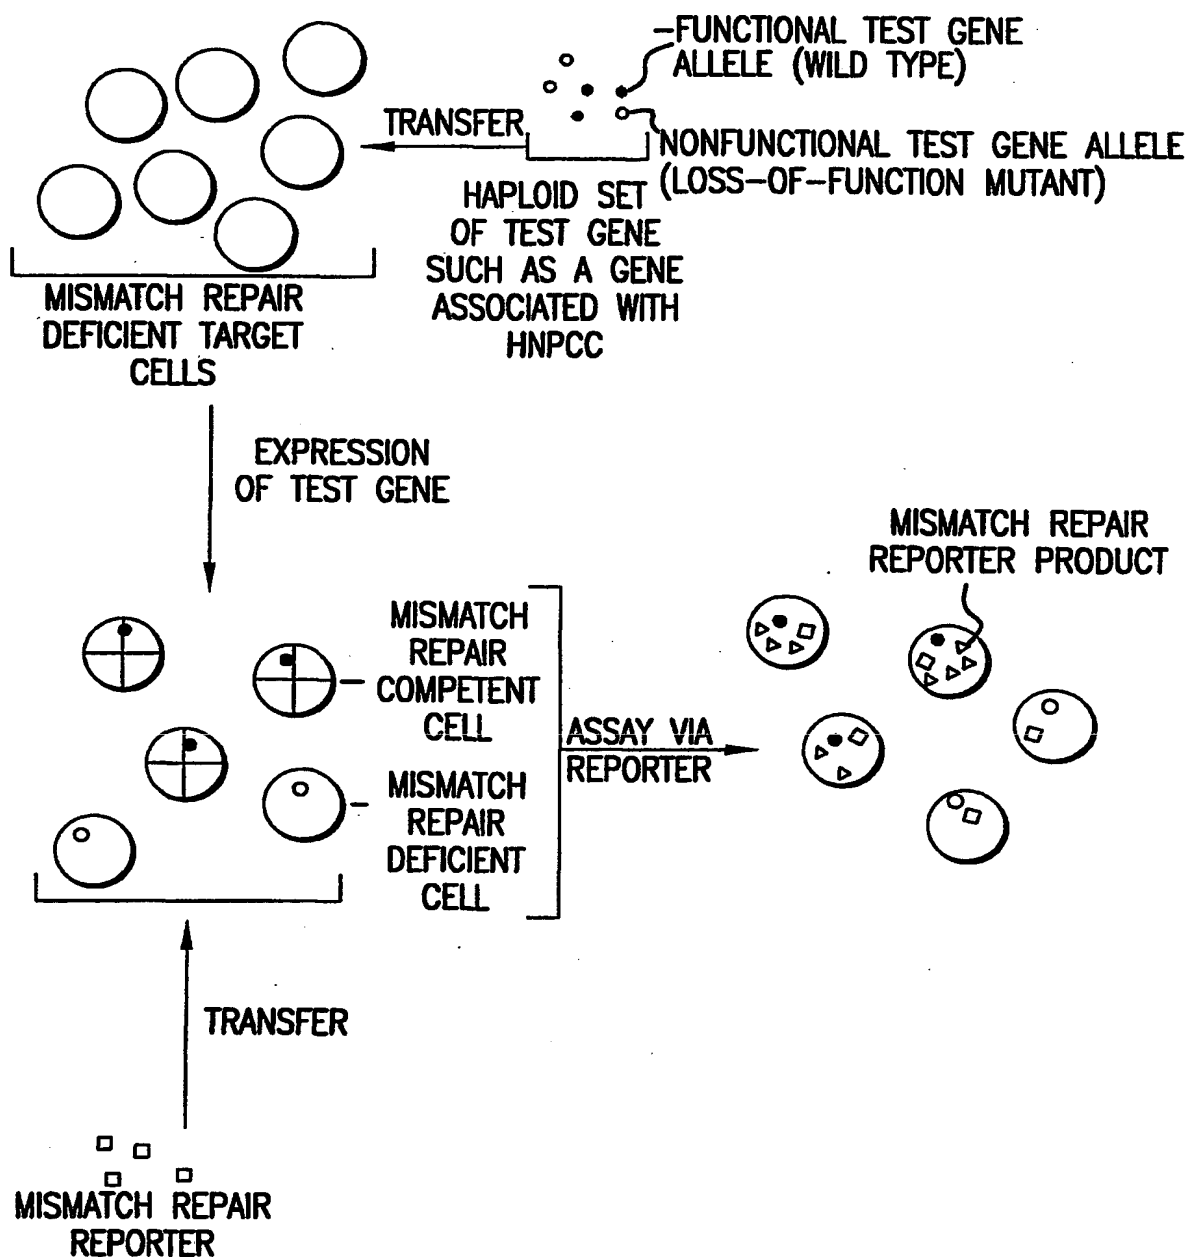 -FUNCTIONAL TEST GENE
ALLELE (WILD TYPE)
TRANSFER
NONFUNCTIONAL TEST GENE ALLELE
(LOSS-OF-FUNCTION MUTANT)
HAPLOID SET
OF TEST GENE
SUCH AS A GENE
ASSOCIATED WITH
HNPCC
MISMATCH REPAIR
DEFICIENT TARGET
CELLS
EXPRESSION
OF TEST GENE
MISMATCH REPAIR
REPORTER PRODUCT
MISMATCH
REPAIR
COMPETENT
CELL
ASSAY VIA
REPORTER
MISMATCH
REPAIR
DEFICIENT
CELL
TRANSFER
MISMATCH REPAIR
REPORTER